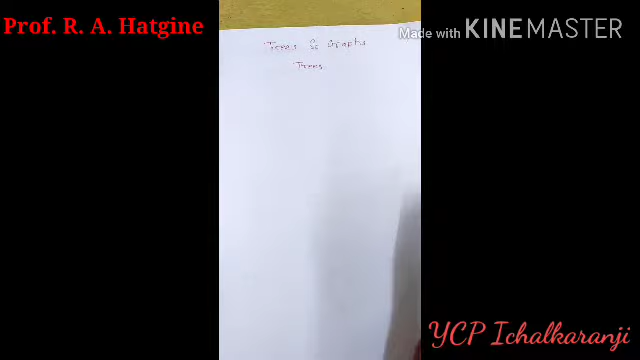 Prof. R. A. Hatgine
Made with KINEMASTER
Trees & Graphs
Trees
YCP Ichalkaranji